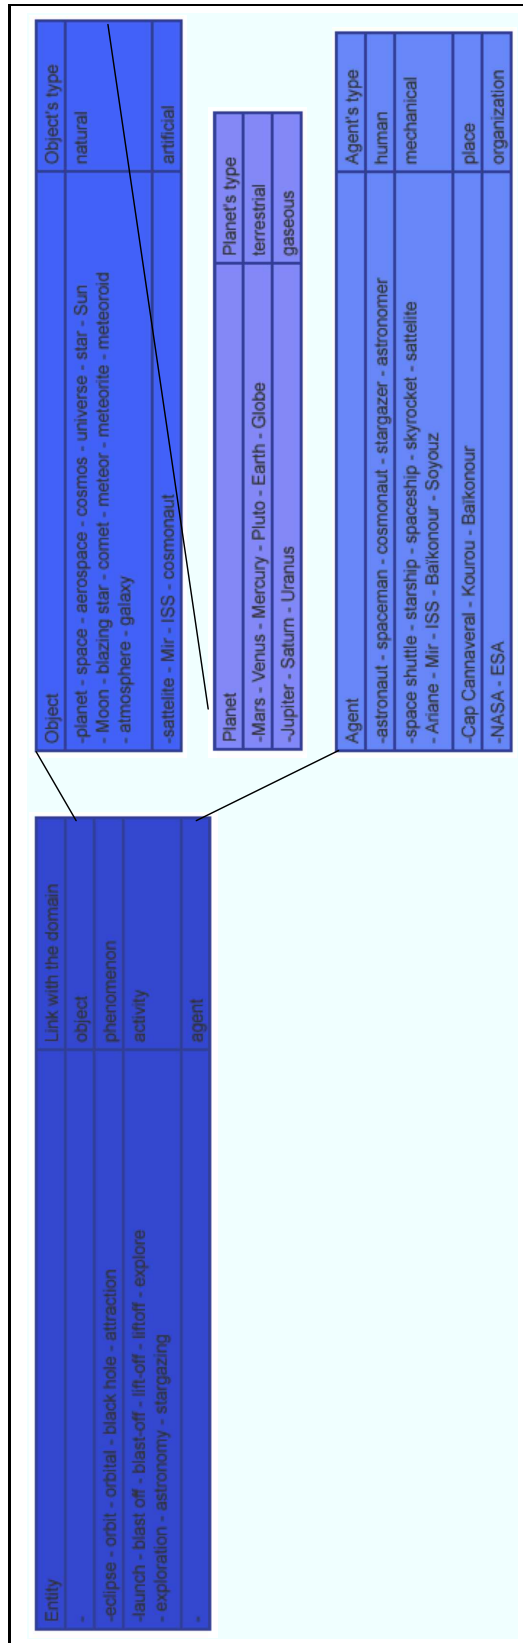 Entity Link with the domain
- object
-eclipse - orbit - orbital - black hole - attraction phenomenon
-launch - blast off - blast-off - lift-off - liftoff - explore activity
- exploration - astronomy - stargazing
- agent
Object Object's type
-planet - space - aerospace - cosmos - universe - star - Sun natural
- Moon - blazing star - comet - meteor - meteorite - meteoroid
- atmosphere - galaxy
-sattelite - Mir - ISS - cosmonaut artificial
Planet Planet's type
-Mars - Venus - Mercury - Pluto - Earth - Globe terrestrial
-Jupiter - Saturn - Uranus gaseous
Agent Agent's type
-astronaut - spaceman - cosmonaut - stargazer - astronomer human
-space shuttle - starship - spaceship - skyrocket - sattelite mechanical
- Ariane - Mir - ISS - Baïkonour - Soyouz
-Cap Cannaveral - Kourou - Baïkonour place
-NASA - ESA organization